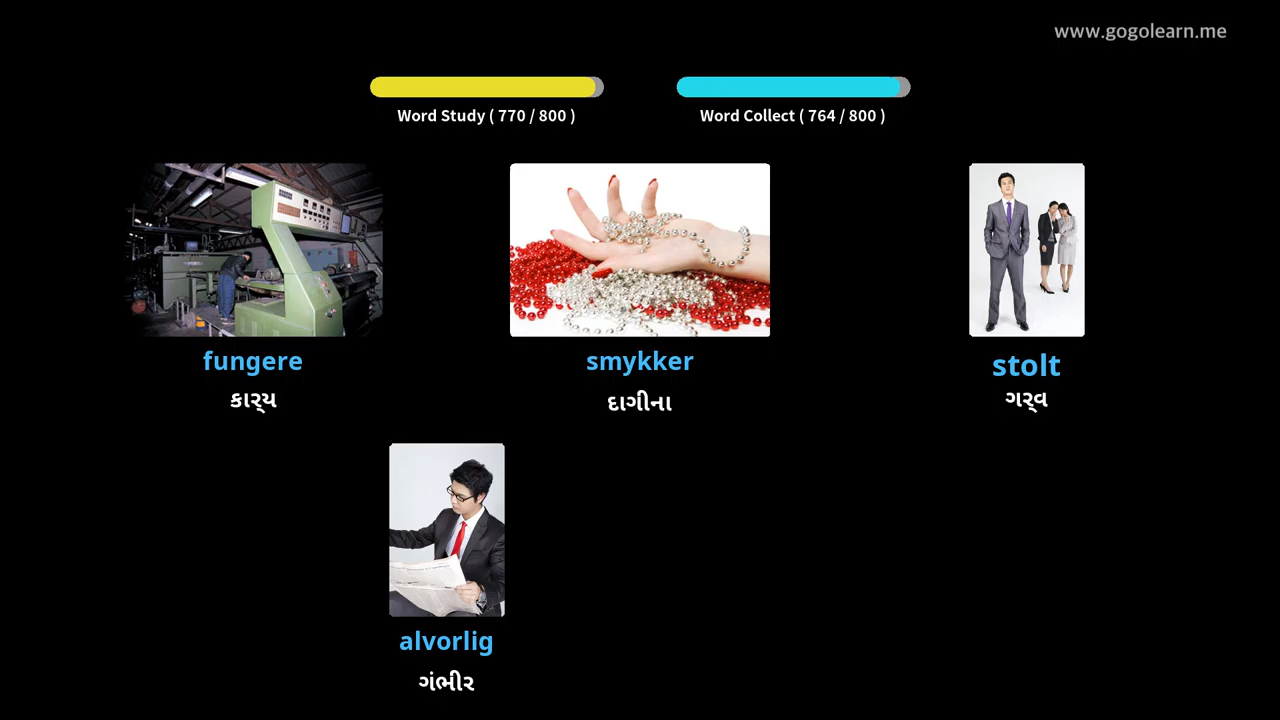 www.gogolearn.me
Word Study ( 770 / 800 )
Word Collect ( 764 / 800 )
fungere
smykker
stolt
કાર્ય
દાગીના
ગર્વ
alvorlig
ગંભીર